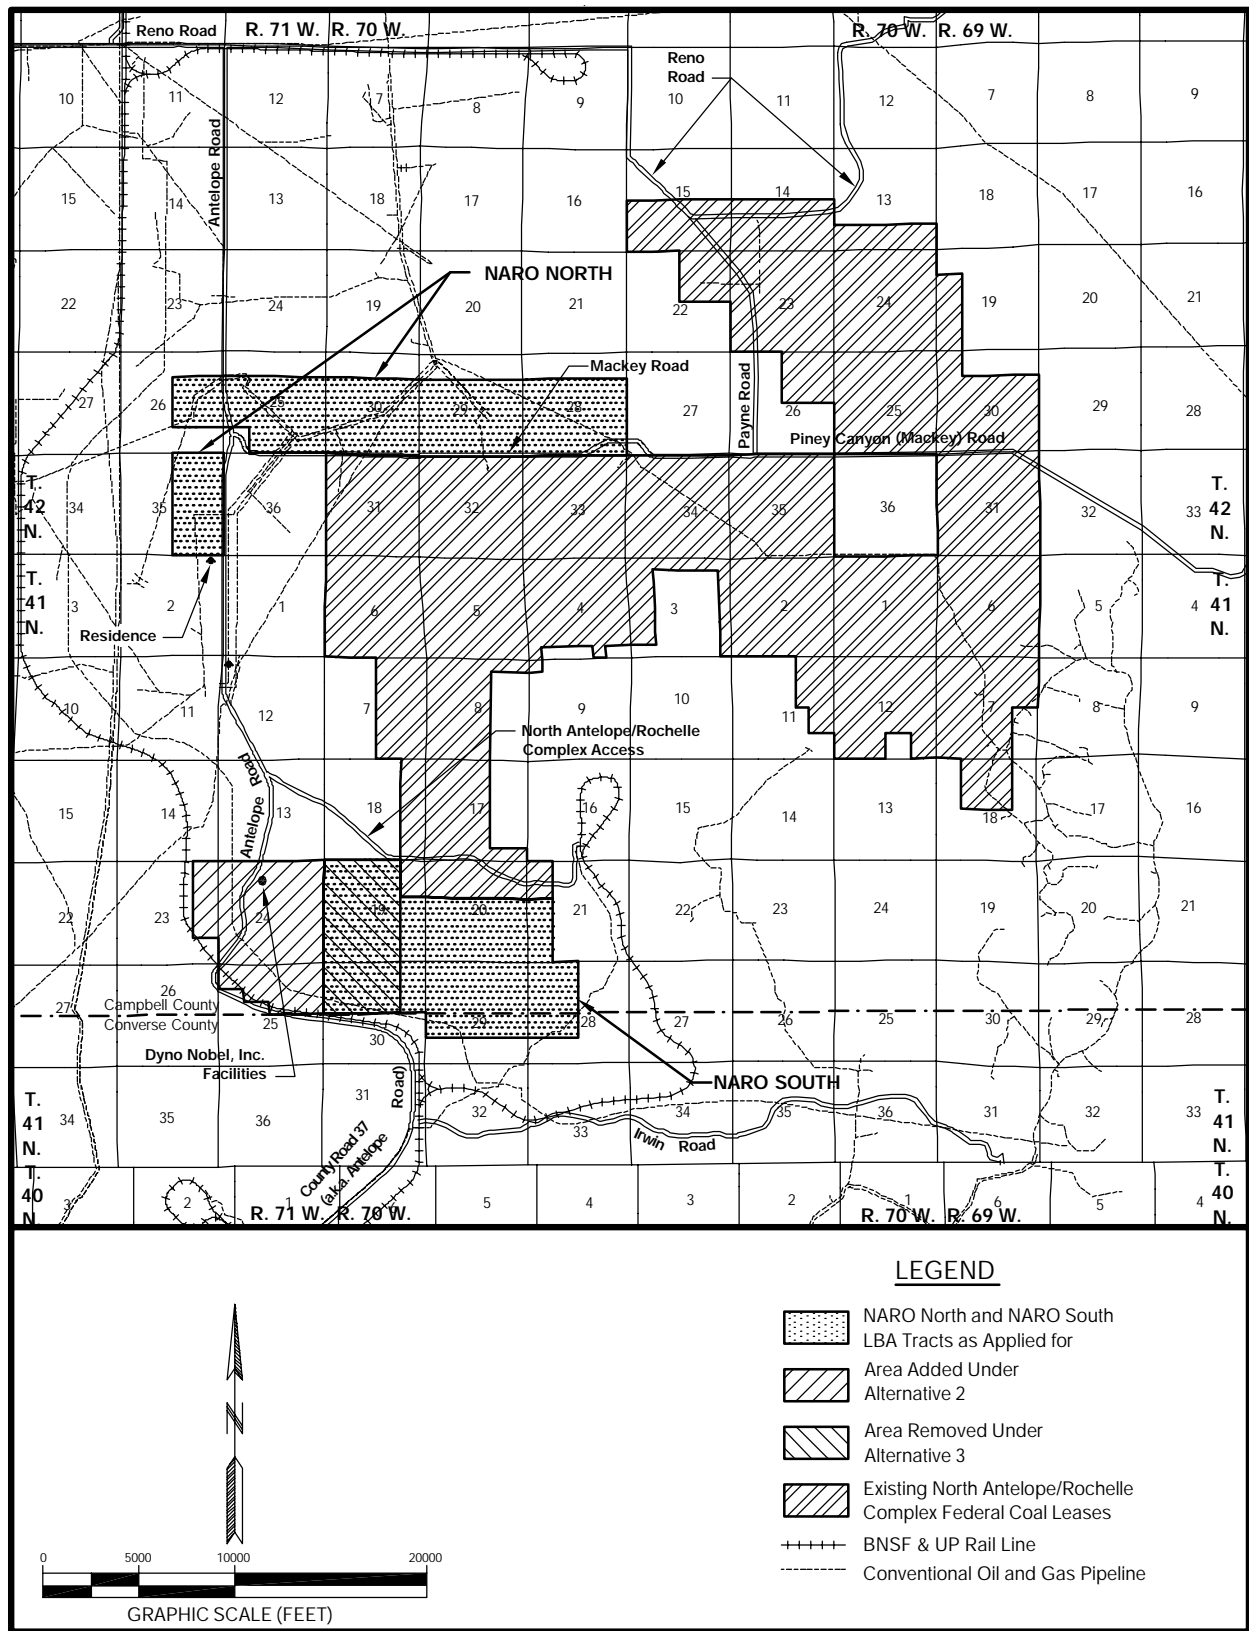 Reno Road
R. 71 W. R. 70 W.
R. 70 W. R. 69 W.
Reno
Road
10 11 12 7 8 9 10 11 12 7 8 9
Antelope Road
15 14 13 18 17 16 15 14 13 18 17 16
NARO NORTH
22 23 24 19 20 21 22 23 24 19 20 21
Mackey Road
Payne Road
27 26 25 30 29 28 27 26 25 30 29 28
Piney Canyon (Mackey) Road
T.
42
N.
34 35 36 31 32 33 34 35 36 31 32 33
T.
42
N.
T.
41
N.
3 2 1 6 5 4 3 2 1 6 5 4
T.
41
N.
Residence
10 11 12 7 8 9 10 11 12 7 8 9
North Antelope/Rochelle
Complex Access
Antelope Road
15 14 13 18 17 16 15 14 13 18 17 16
22 23 24 19 20 21 22 23 24 19 20 21
27 26 25 30 29 28 27 26 25 30 29 28
Campbell County
Converse County
Dyno Nobel, Inc.
Facilities
NARO SOUTH
T.
41
N.
34 35 36 31 32 33 34 35 36 31 32 33
T.
41
N.
County Road 37
(a.k.a. Antelope
Road)
Irwin Road
T.
40
N.
3 2 1 5 4 3 2 1 6 5 4
T.
40
N.
R. 71 W. R. 70 W.
R. 70 W. R. 69 W.
LEGEND
NARO North and NARO South
LBA Tracts as Applied for
Area Added Under
Alternative 2
Area Removed Under
Alternative 3
Existing North Antelope/Rochelle
Complex Federal Coal Leases
BNSF & UP Rail Line
Conventional Oil and Gas Pipeline
N
0 5000 10000 20000
GRAPHIC SCALE (FEET)